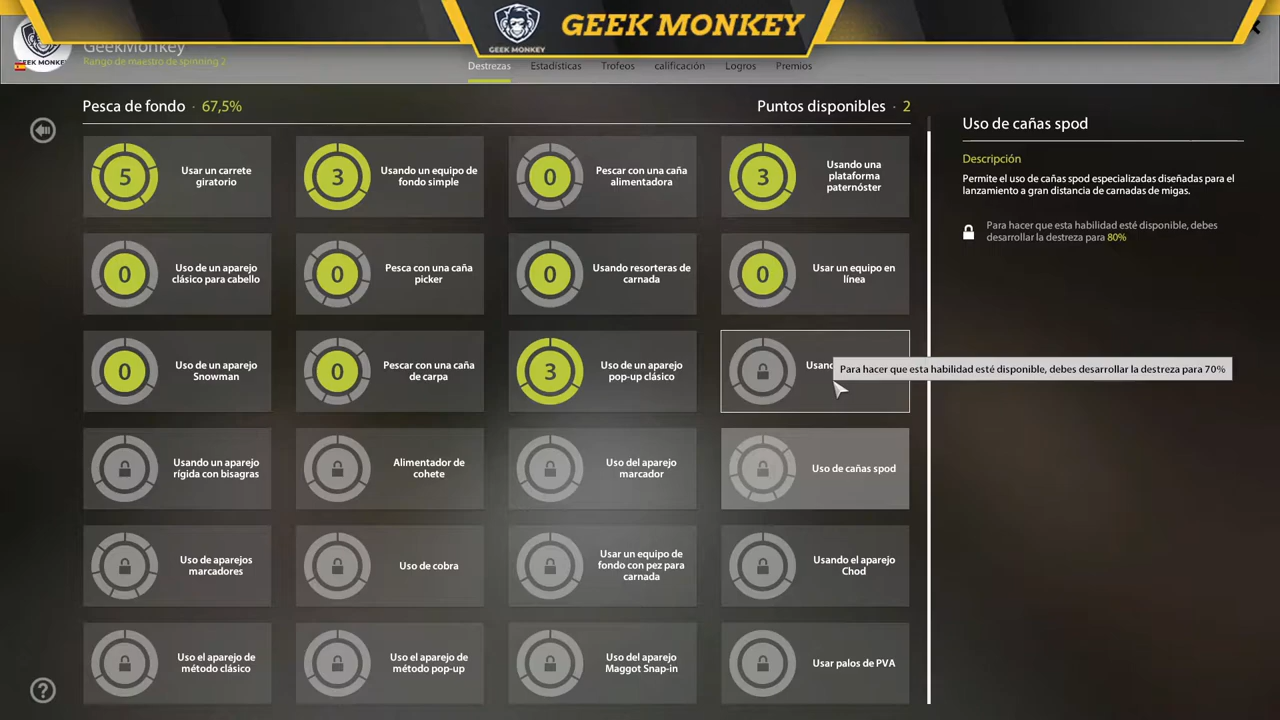 GEEK MONKEY
GEEK MONKEY
GEEK MONKEY
GeekMonkey
Rango de maestro de spinning 2
Destrezas
Estadísticas
Trofeos
calificación
Logros
Premios
Pesca de fondo · 67,5%
Puntos disponibles · 2
5
Usar un carrete
giratorio
3
Usando un equipo de
fondo simple
0
Pescar con una caña
alimentadora
3
Usando una
plataforma
paternóster
0
Uso de un aparejo
clásico para cabello
0
Pesca con una caña
picker
0
Usando resorteras de
carnada
0
Usar un equipo en
línea
0
Uso de un aparejo
Snowman
0
Pescar con una caña
de carpa
3
Uso de un aparejo
pop-up clásico
Para hacer que esta habilidad esté disponible, debes desarrollar la destreza para 70%
Usando un aparejo
rígida con bisagras
Alimentador de
cohete
Uso del aparejo
marcador
Uso de cañas spod
Uso de aparejos
marcadores
Uso de cobra
Usar un equipo de
fondo con pez para
carnada
Usando el aparejo
Chod
Uso el aparejo de
método clásico
Uso el aparejo de
método pop-up
Uso del aparejo
Maggot Snap-in
Usar palos de PVA
Uso de cañas spod
Descripción
Permite el uso de cañas spod especializadas diseñadas para el
lanzamiento a gran distancia de carnadas de migas.
Para hacer que esta habilidad esté disponible, debes
desarrollar la destreza para 80%
?